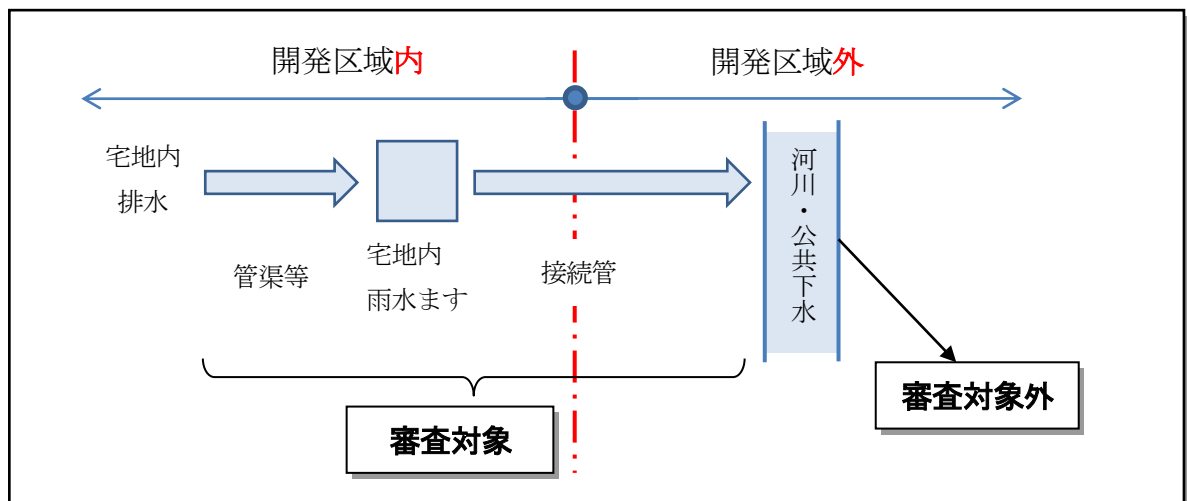 開発区域内
開発区域外
宅地内
排水
管渠等
宅地内
雨水ます
接続管
河川・公共下水
審査対象
審査対象外